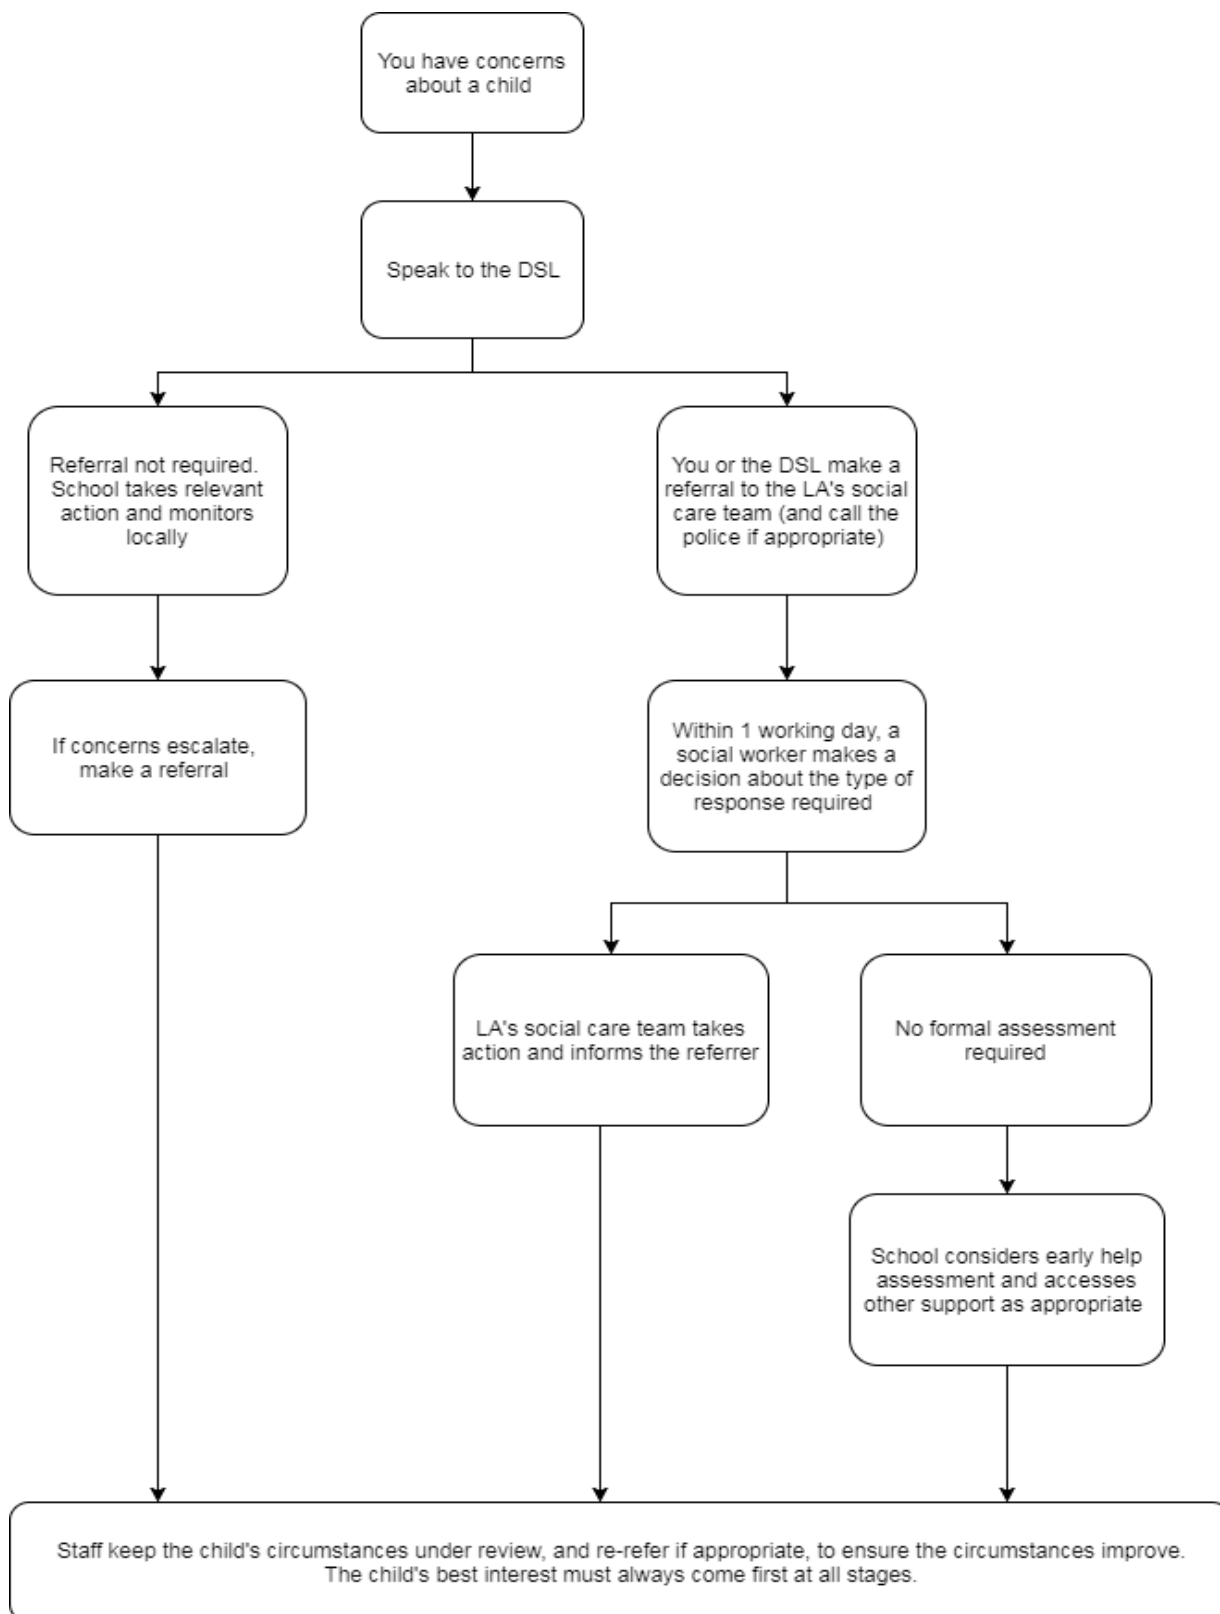 You have concerns
about a child
Speak to the DSL
Referral not required.
School takes relevant
action and monitors
locally
You or the DSL make a
referral to the LA's social
care team (and call the
police if appropriate)
If concerns escalate,
make a referral
Within 1 working day, a
social worker makes a
decision about the type of
response required
LA's social care team takes
action and informs the referrer
No formal assessment
required
School considers early help
assessment and accesses
other support as appropriate
Staff keep the child's circumstances under review, and re-refer if appropriate, to ensure the circumstances improve.
The child's best interest must always come first at all stages.